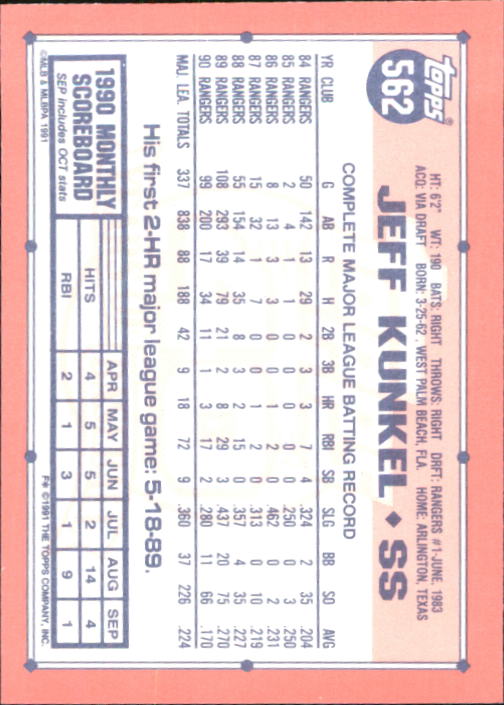 topps®
562
HT: 6'2" WT: 190 BATS: RIGHT THROWS: RIGHT DRFT: RANGERS #1-JUNE, 1983
ACQ: VIA DRAFT BORN: 3-25-62, WEST PALM BEACH, FLA. HOME: ARLINGTON, TEXAS
JEFF KUNKEL ♦ SS
COMPLETE MAJOR LEAGUE BATTING RECORD
YR CLUB G AB R H 2B 3B HR RBI SB SLG BB SO AVG
84 RANGERS 50 142 13 29 2 3 3 7 4 .324 2 35 .204
85 RANGERS 2 4 1 1 0 0 0 0 0 .250 0 3 .250
86 RANGERS 8 13 3 3 0 0 1 2 0 .462 0 2 .231
87 RANGERS 15 32 1 7 0 0 1 2 0 .313 0 10 .219
88 RANGERS 55 154 14 35 8 3 2 15 0 .357 4 35 .227
89 RANGERS 108 293 39 79 21 2 8 29 3 .437 20 75 .270
90 RANGERS 99 200 17 34 11 1 3 17 2 .280 11 66 .170
MAJ. LEA. TOTALS 337 838 88 188 42 9 18 72 9 .360 37 226 .224
His first 2-HR major league game: 5-18-89.
1990 MONTHLY
SCOREBOARD
SEP includes OCT stats
APR MAY JUN JUL AUG SEP
HITS 4 5 5 2 14 4
RBI 2 1 3 1 9 1
©MLB & MLBPA 1991
F* ©1991 THE TOPPS COMPANY, INC.